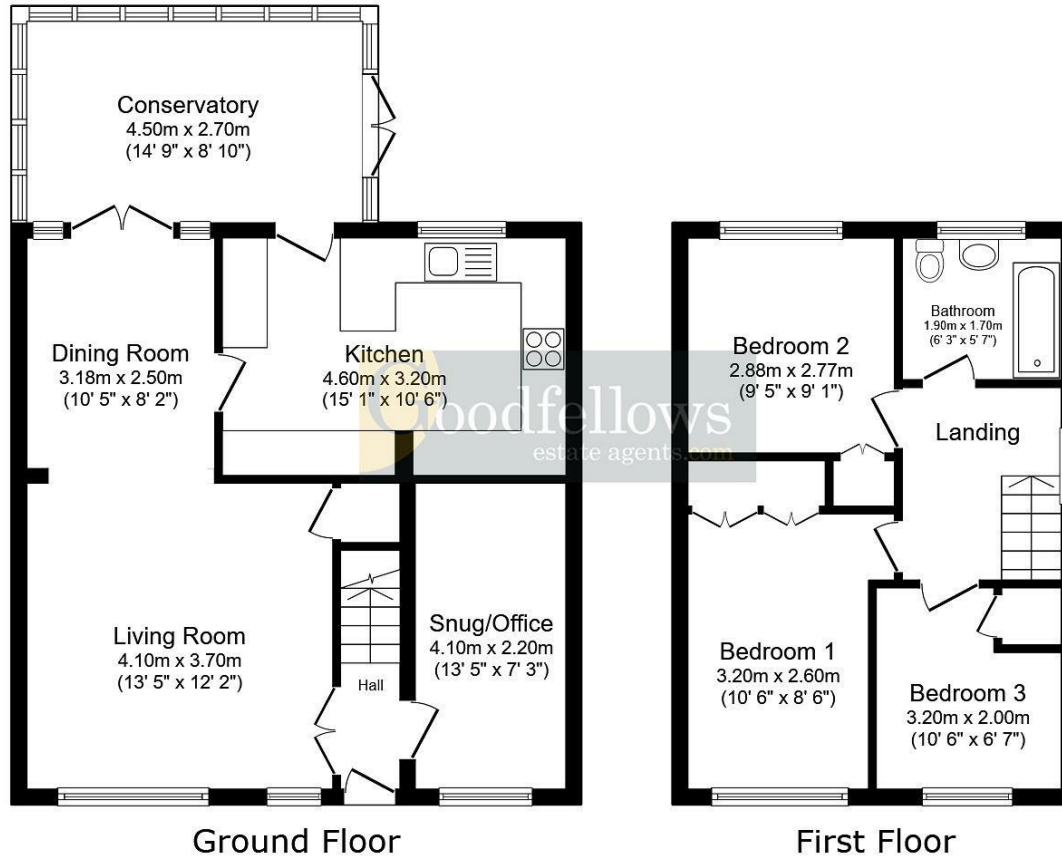 Conservatory
4.50m x 2.70m
(14' 9" x 8' 10")
Dining Room
3.18m x 2.50m
(10' 5" x 8' 2")
Kitchen
4.60m x 3.20m
(15' 1" x 10' 6")
Goodfellows
estate agents.com
Living Room
4.10m x 3.70m
(13' 5" x 12' 2")
Hall
Snug/Office
4.10m x 2.20m
(13' 5" x 7' 3")
Ground Floor
Bedroom 2
2.88m x 2.77m
(9' 5" x 9' 1")
Bathroom
1.90m x 1.70m
(6' 3" x 5' 7")
Landing
Bedroom 1
3.20m x 2.60m
(10' 6" x 8' 6")
Bedroom 3
3.20m x 2.00m
(10' 6" x 6' 7")
First Floor